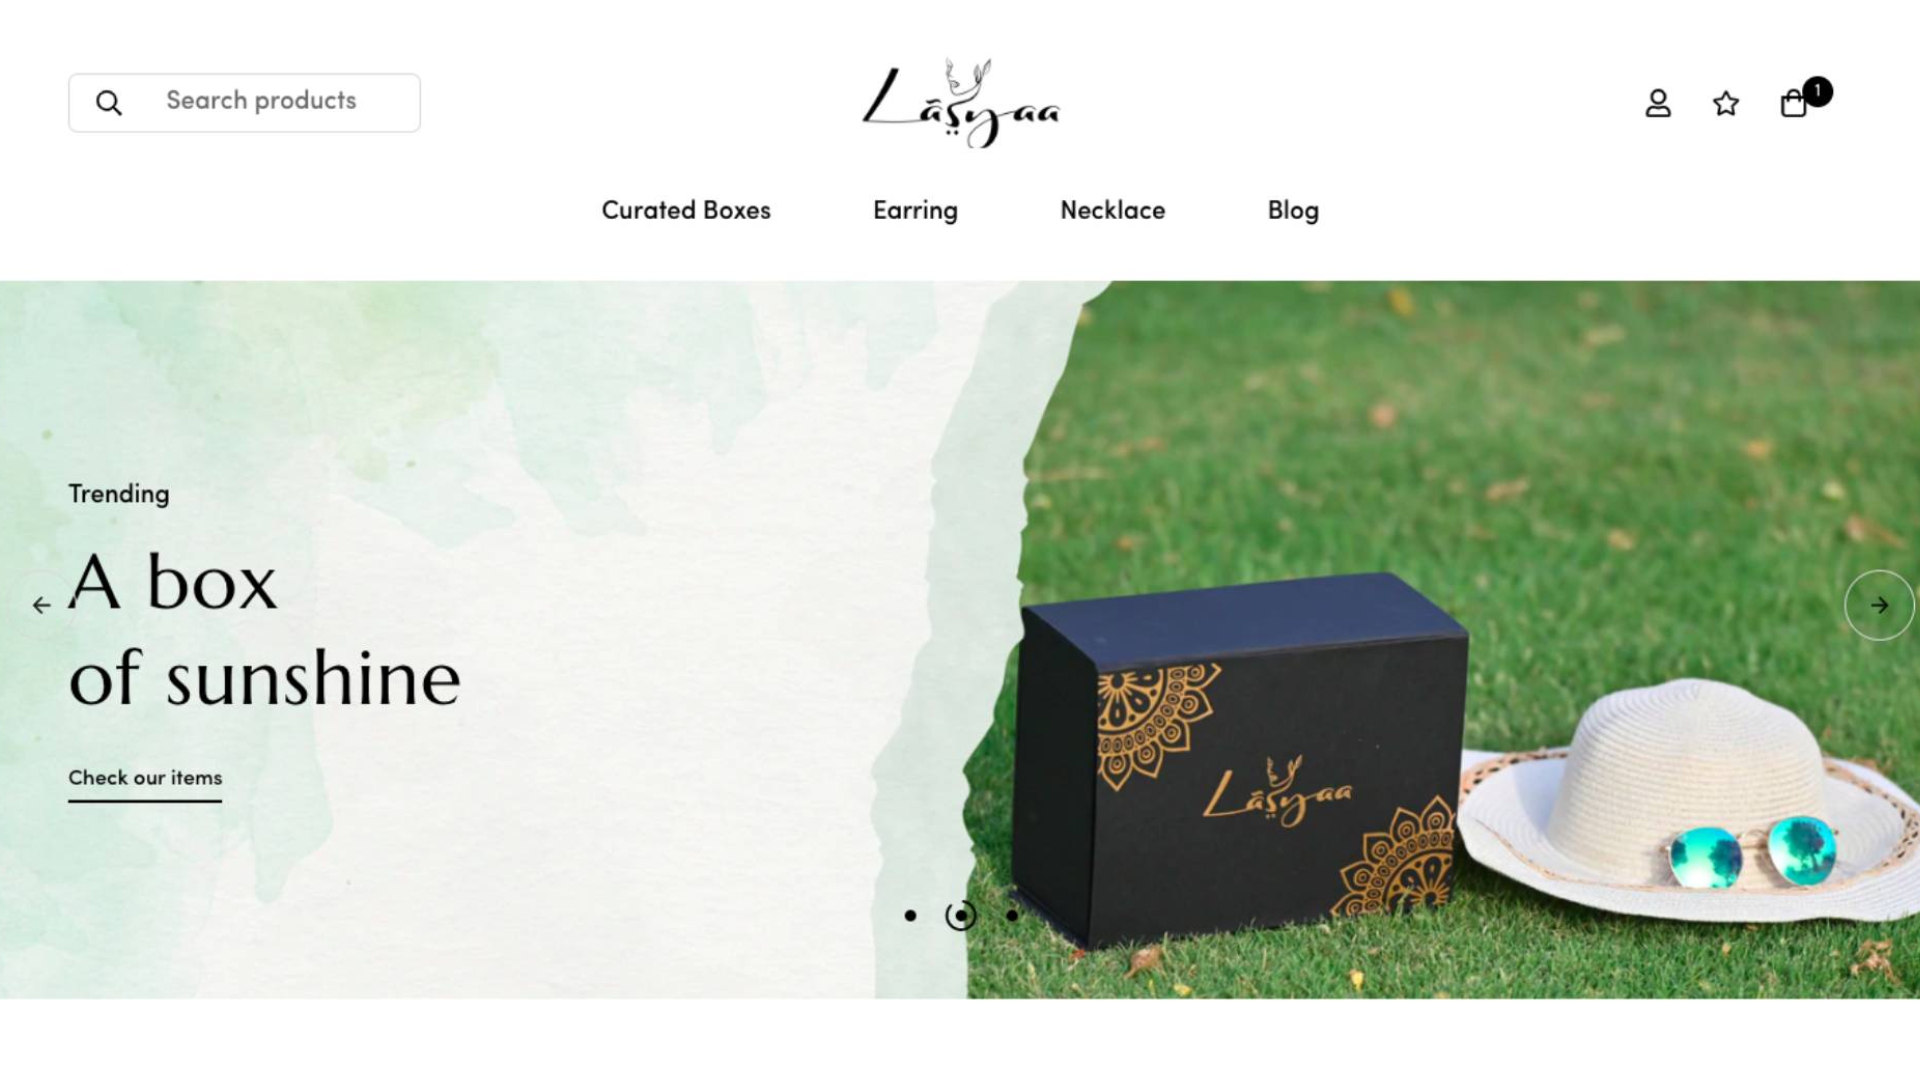 Search products
Lāsyaa
1
Curated Boxes
Earring
Necklace
Blog
Trending
A box
of sunshine
Check our items
Lāsyaa